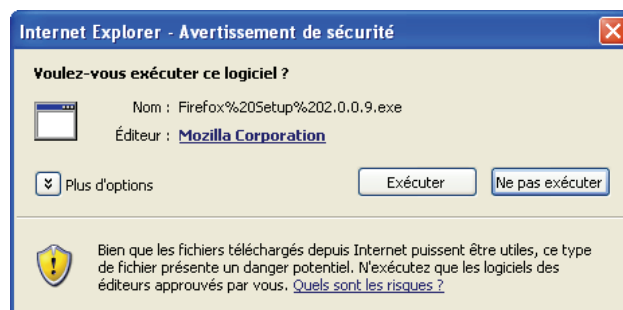 Internet Explorer - Avertissement de sécurité
Voulez-vous exécuter ce logiciel ?
Nom : Firefox%20Setup%202.0.0.9.exe
Éditeur : Mozilla Corporation
Plus d'options
Exécuter
Ne pas exécuter
Bien que les fichiers téléchargés depuis Internet puissent être utiles, ce type
de fichier présente un danger potentiel. N'exécutez que les logiciels des
éditeurs approuvés par vous. Quels sont les risques ?